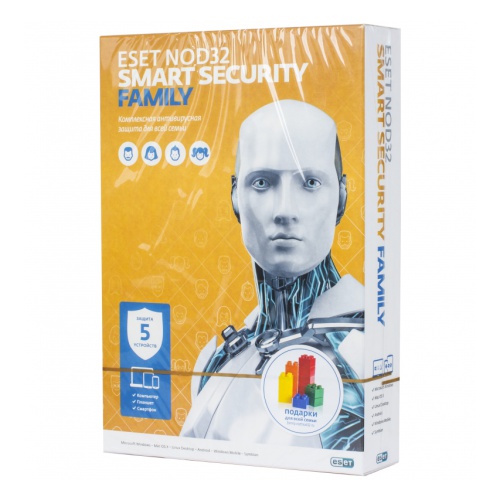 ESET NOD32
SMART SECURITY
FAMILY
Комплексная антивирусная
защита для всей семьи
ЗАЩИТА
5
УСТРОЙСТВ
Компьютер
Планшет
Смартфон
подарки
для всей семьи
eset
ESET NOD32
SMART SECURITY
FAMILY